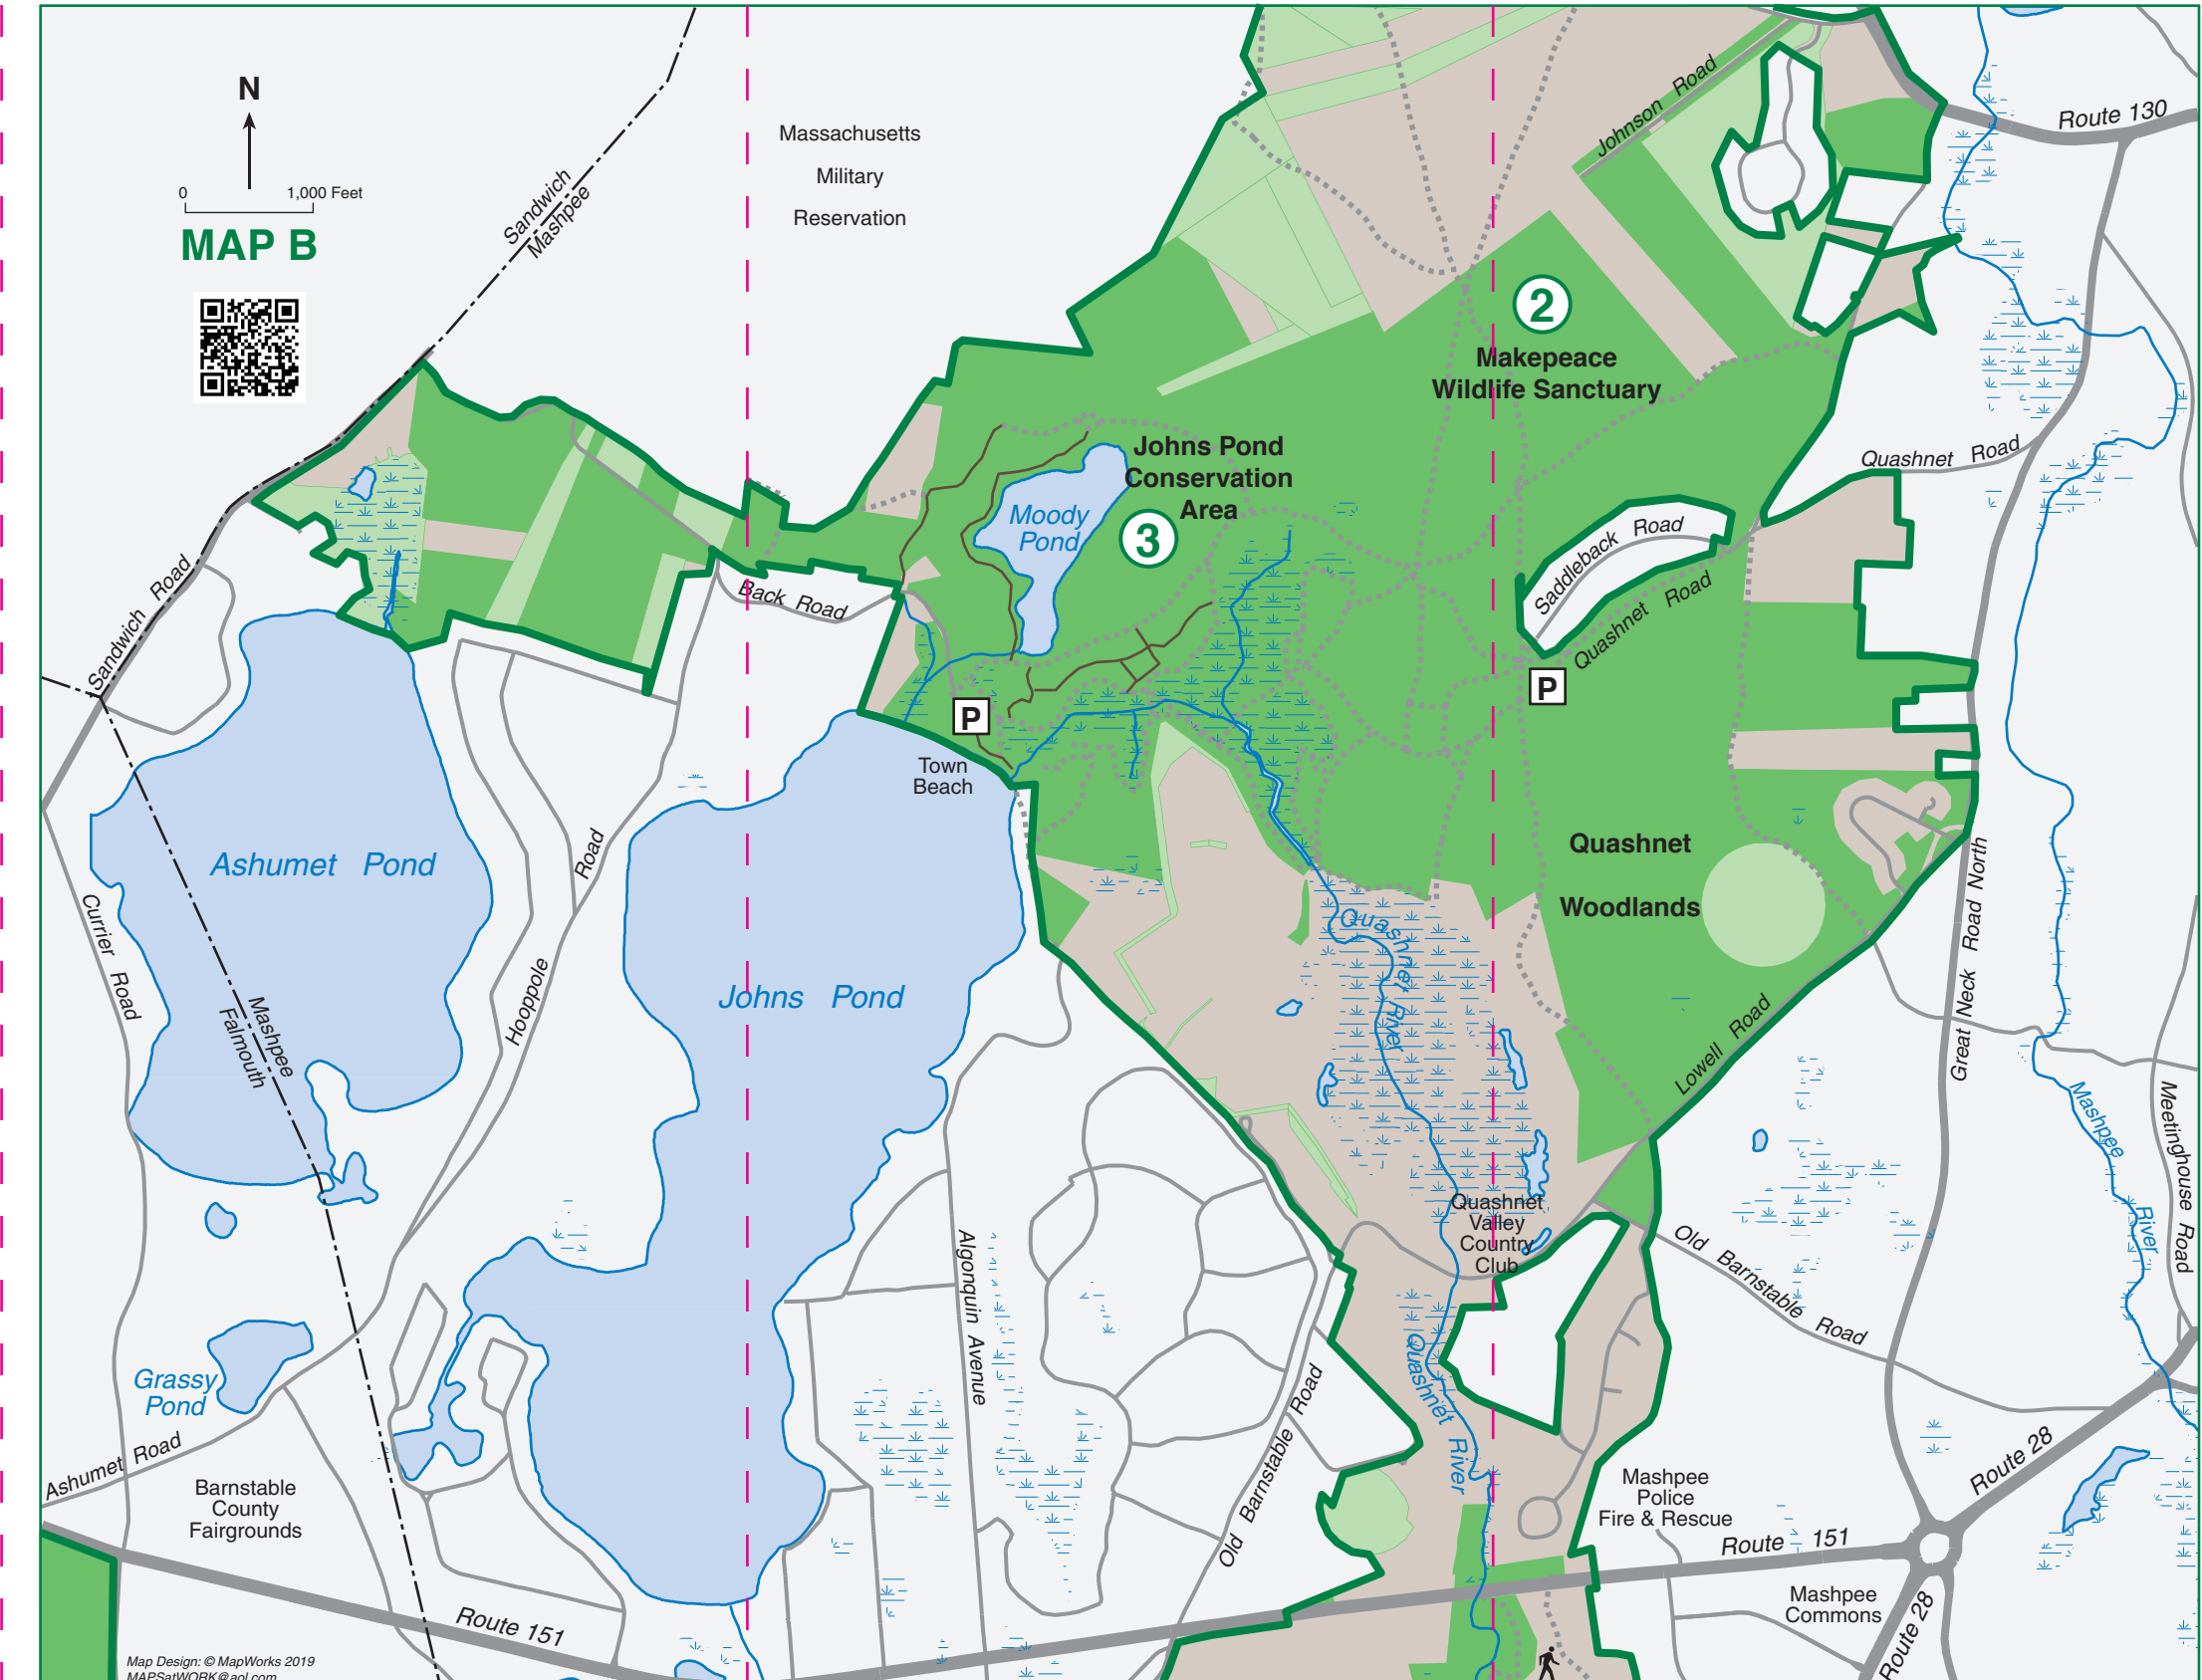 N
0 1,000 Feet
MAP B
Sandwich
Mashpee
Massachusetts
Military
Reservation
Johnson Road
Route 130
2
Makepeace
Wildlife Sanctuary
Johns Pond
Conservation
Area
3
Moody
Pond
Quashnet Road
Saddleback Road
Quashnet Road
P
P
Back Road
Sandwich Road
Town
Beach
Ashumet Pond
Currier Road
Mashpee
Falmouth
Hooppole Road
Johns Pond
Quashnet
Woodlands
Quashnet River
Lowell Road
Great Neck Road North
Mashpee River
Meetinghouse Road
Quashnet
Valley
Country
Club
Old Barnstable Road
Algonquin Avenue
Quashnet River
Old Barnstable Road
Grassy
Pond
Ashumet Road
Barnstable
County
Fairgrounds
Mashpee
Police
Fire & Rescue
Route 28
Route 151
Mashpee
Commons
Route 28
Route 151
Map Design: © MapWorks 2019
MAPSatWORK@aol.com